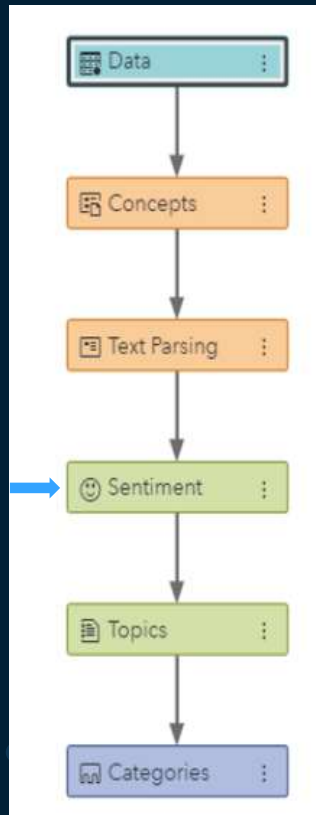 Data
Concepts
Text Parsing
Sentiment
Topics
Categories